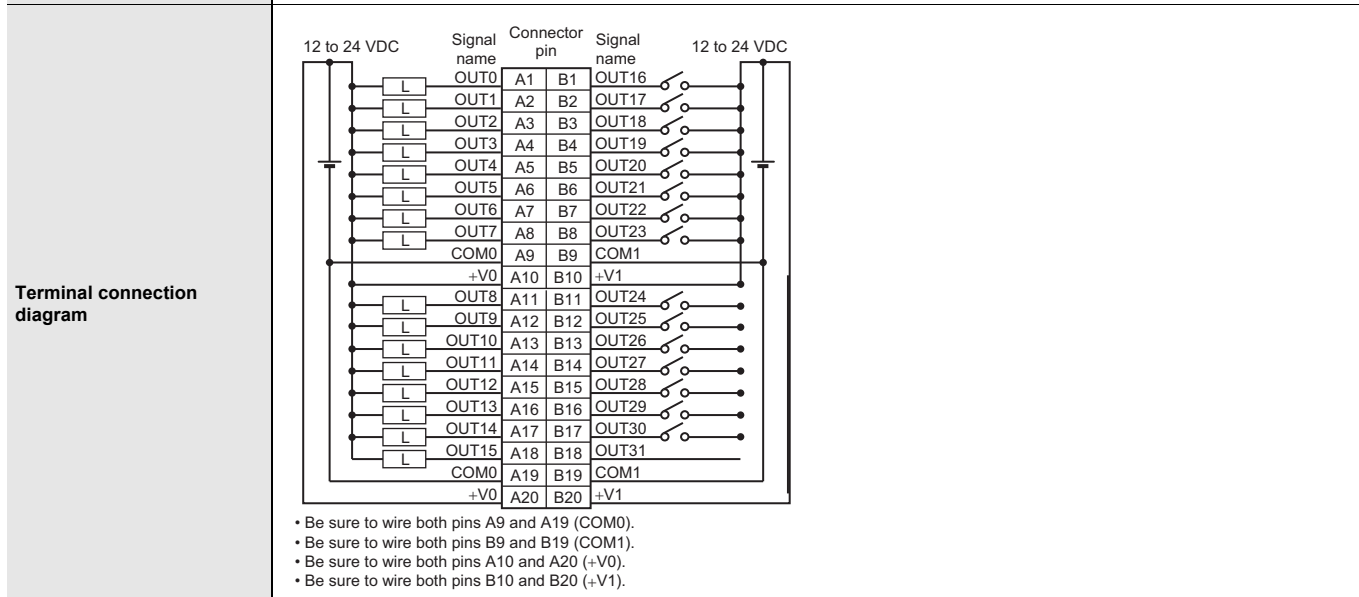 Terminal connection
diagram
12 to 24 VDC Signal name Connector pin Signal name 12 to 24 VDC
L OUT0 A1 B1 OUT16
L OUT1 A2 B2 OUT17
L OUT2 A3 B3 OUT18
L OUT3 A4 B4 OUT19
L OUT4 A5 B5 OUT20
L OUT5 A6 B6 OUT21
L OUT6 A7 B7 OUT22
L OUT7 A8 B8 OUT23
COM0 A9 B9 COM1
+V0 A10 B10 +V1
L OUT8 A11 B11 OUT24
L OUT9 A12 B12 OUT25
L OUT10 A13 B13 OUT26
L OUT11 A14 B14 OUT27
L OUT12 A15 B15 OUT28
L OUT13 A16 B16 OUT29
L OUT14 A17 B17 OUT30
L OUT15 A18 B18 OUT31
COM0 A19 B19 COM1
+V0 A20 B20 +V1
• Be sure to wire both pins A9 and A19 (COM0).
• Be sure to wire both pins B9 and B19 (COM1).
• Be sure to wire both pins A10 and A20 (+V0).
• Be sure to wire both pins B10 and B20 (+V1).